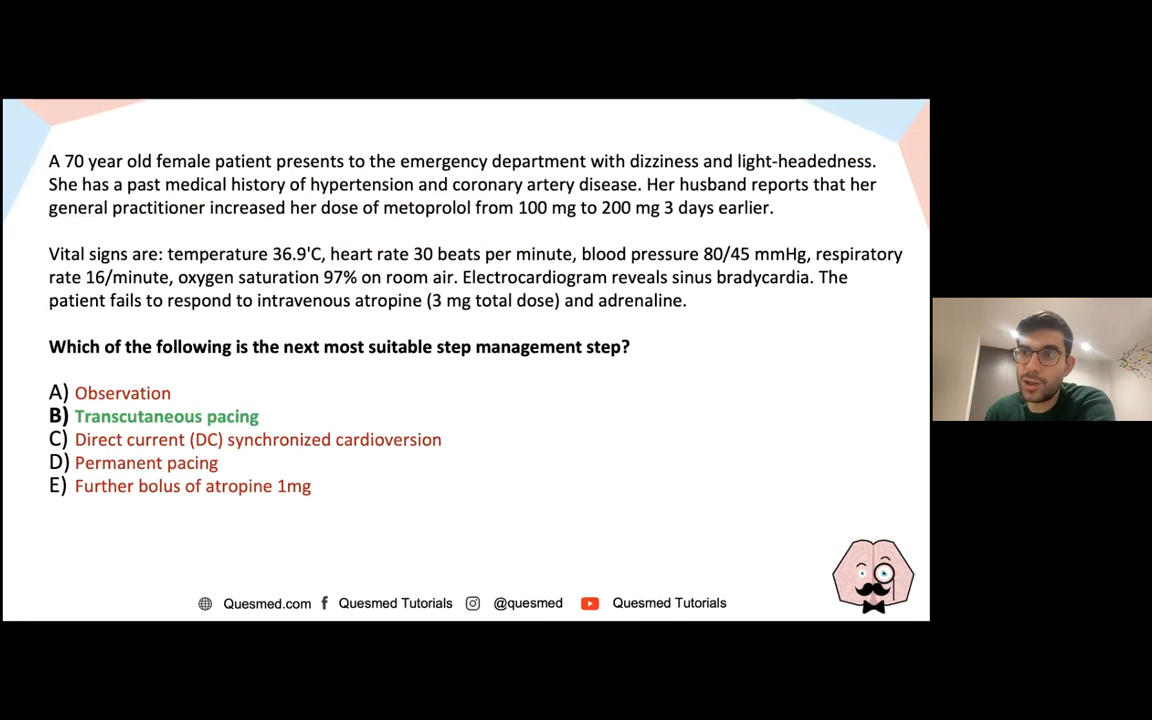 A 70 year old female patient presents to the emergency department with dizziness and light-headedness.
She has a past medical history of hypertension and coronary artery disease. Her husband reports that her
general practitioner increased her dose of metoprolol from 100 mg to 200 mg 3 days earlier.
Vital signs are: temperature 36.9'C, heart rate 30 beats per minute, blood pressure 80/45 mmHg, respiratory
rate 16/minute, oxygen saturation 97% on room air. Electrocardiogram reveals sinus bradycardia. The
patient fails to respond to intravenous atropine (3 mg total dose) and adrenaline.
Which of the following is the next most suitable step management step?
A) Observation
B) Transcutaneous pacing
C) Direct current (DC) synchronized cardioversion
D) Permanent pacing
E) Further bolus of atropine 1mg
Quesmed.com f Quesmed Tutorials @quesmed Quesmed Tutorials